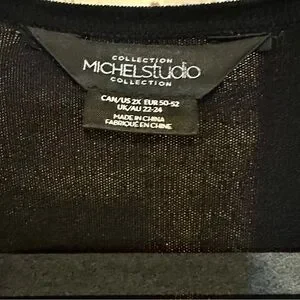 COLLECTION
MICHELSTUDIO
COLLECTION
CAN/US 2X EUR 50-52
UK/AU 22-24
MADE IN CHINA
FABRIQUÉ EN CHINE